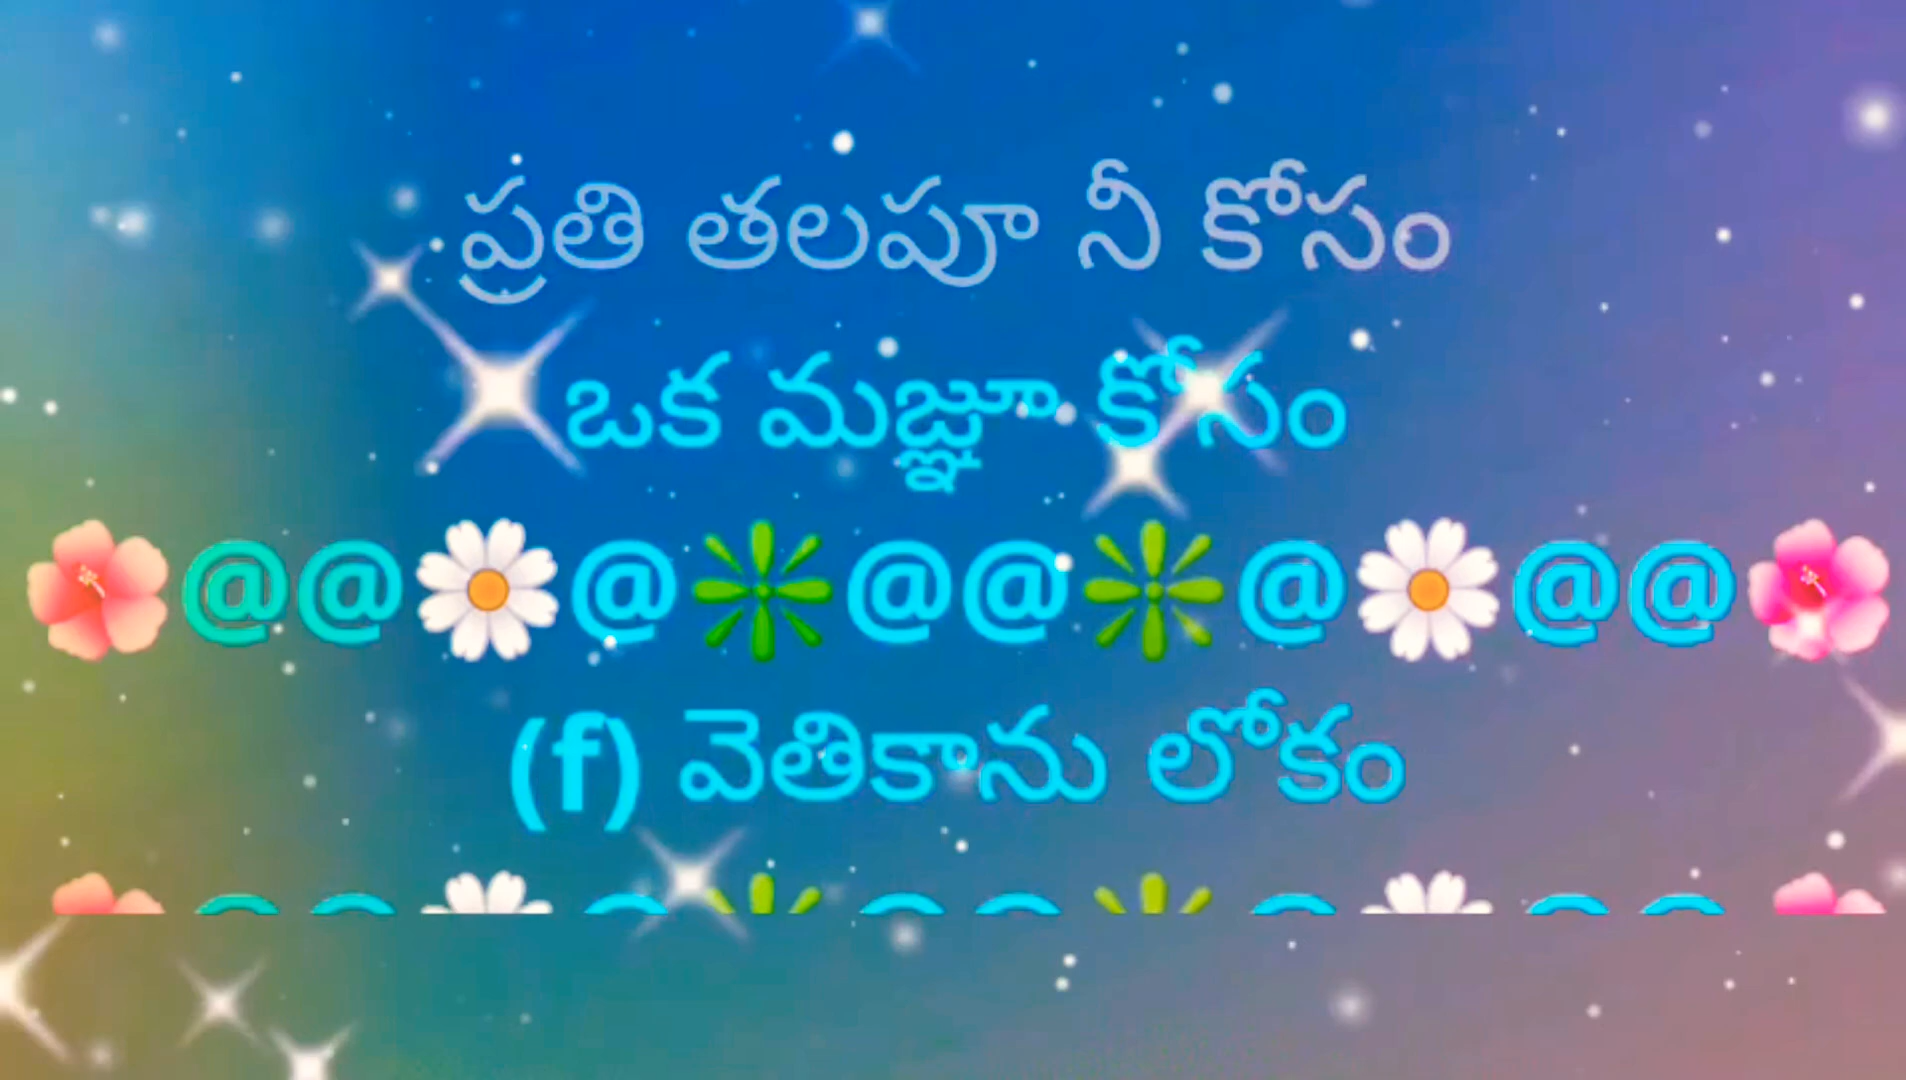 ప్రతి తలపూ నీ కోసం
ఒక మజ్ఞూ కోసం
@@@@@@@@
(f) వెతికాను లోకం